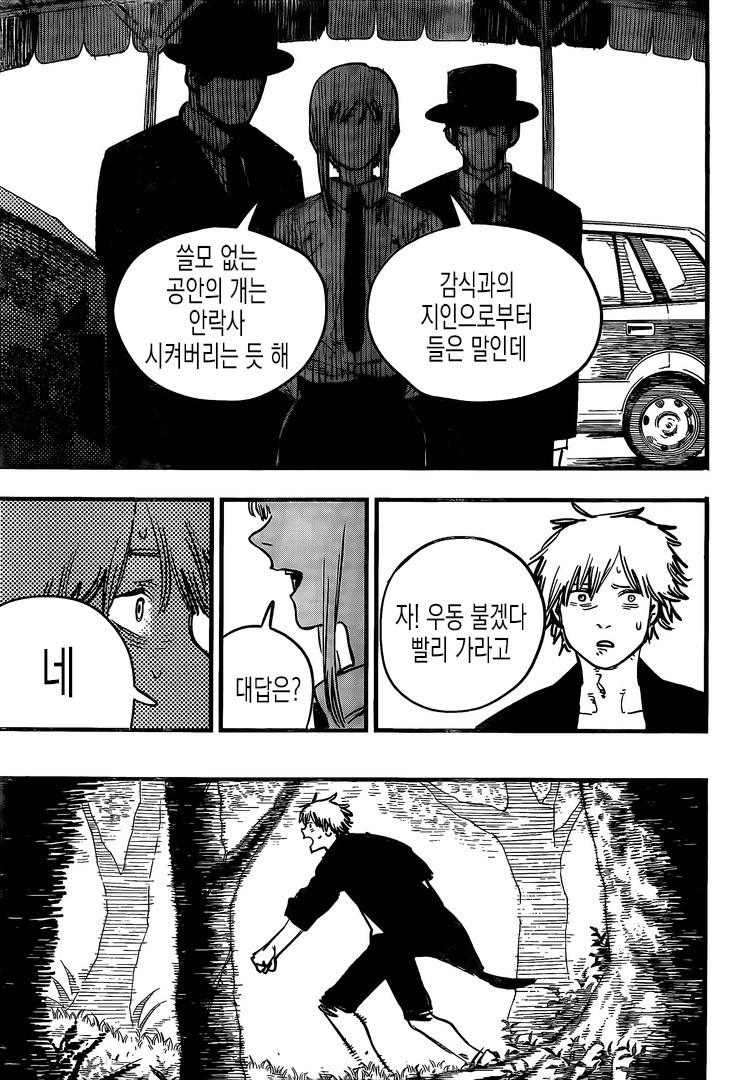 감식과의
지인으로부터
들은 말인데
쓸모 없는
공안의 개는
안락사
시켜버리는 듯 해
자! 우동 불겠다
빨리 가라고
대답은?
네